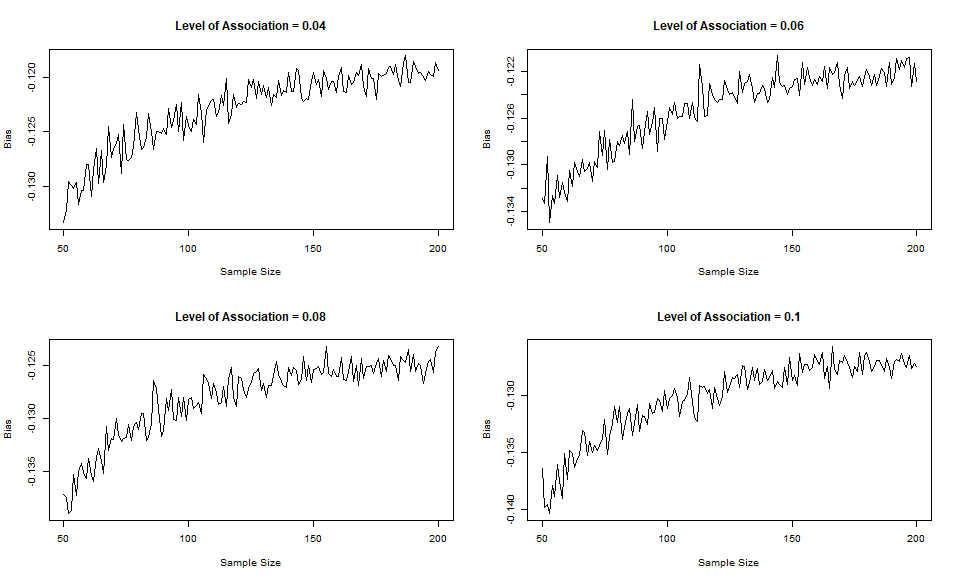 Level of Association = 0.04
Bias
-0.120
-0.125
-0.130
50 100 150 200
Sample Size
Level of Association = 0.06
Bias
-0.122
-0.126
-0.130
-0.134
50 100 150 200
Sample Size
Level of Association = 0.08
Bias
-0.125
-0.130
-0.135
50 100 150 200
Sample Size
Level of Association = 0.1
Bias
-0.130
-0.135
-0.140
50 100 150 200
Sample Size